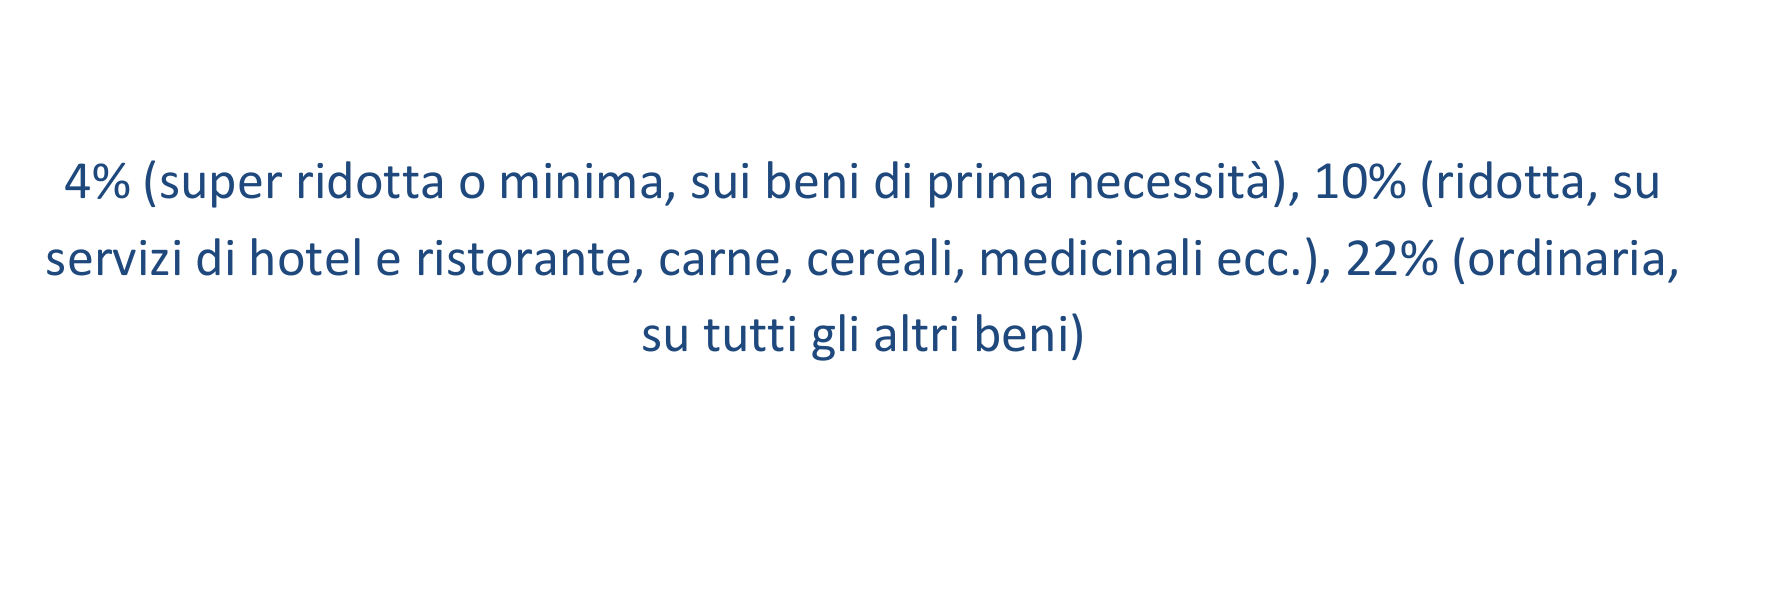 4% (super ridotta o minima, sui beni di prima necessità), 10% (ridotta, su
servizi di hotel e ristorante, carne, cereali, medicinali ecc.), 22% (ordinaria,
su tutti gli altri beni)